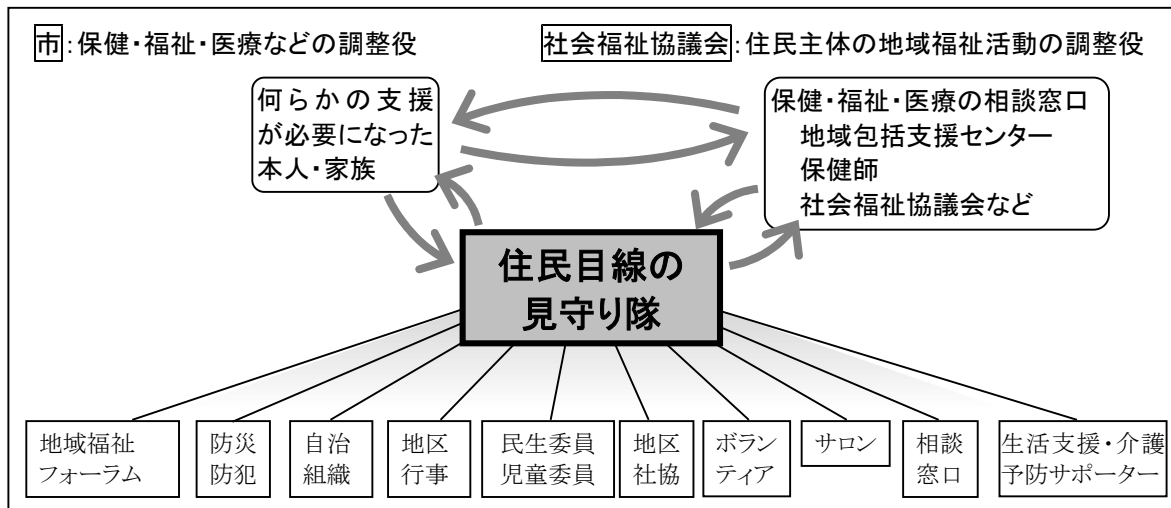 市:保健・福祉・医療などの調整役
社会福祉協議会:住民主体の地域福祉活動の調整役
何らかの支援
が必要になった
本人・家族
保健・福祉・医療の相談窓口
地域包括支援センター
保健師
社会福祉協議会など
住民目線の
見守り隊
地域福祉
フォーラム
防災
防犯
自治
組織
地区
行事
民生委員
児童委員
地区
社協
ボラン
ティア
サロン
相談
窓口
生活支援・介護
予防サポーター